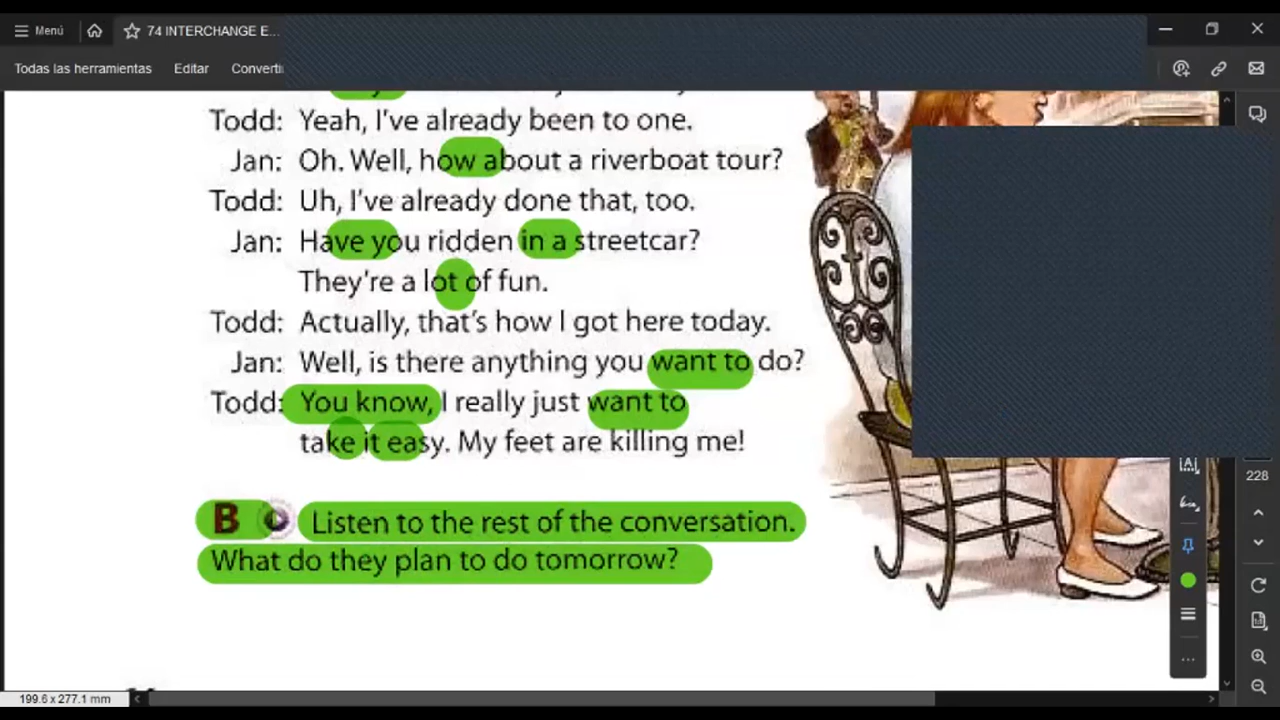 Menú
74 INTERCHANGE E...
Todas las herramientas Editar Converti
Todd: Yeah, I've already been to one.
Jan: Oh. Well, how about a riverboat tour?
Todd: Uh, I've already done that, too.
Jan: Have you ridden in a streetcar?
They're a lot of fun.
Todd: Actually, that's how I got here today.
Jan: Well, is there anything you want to do?
Todd: You know, I really just want to
take it easy. My feet are killing me!
B Listen to the rest of the conversation.
What do they plan to do tomorrow?
228
199.6 x 277.1 mm